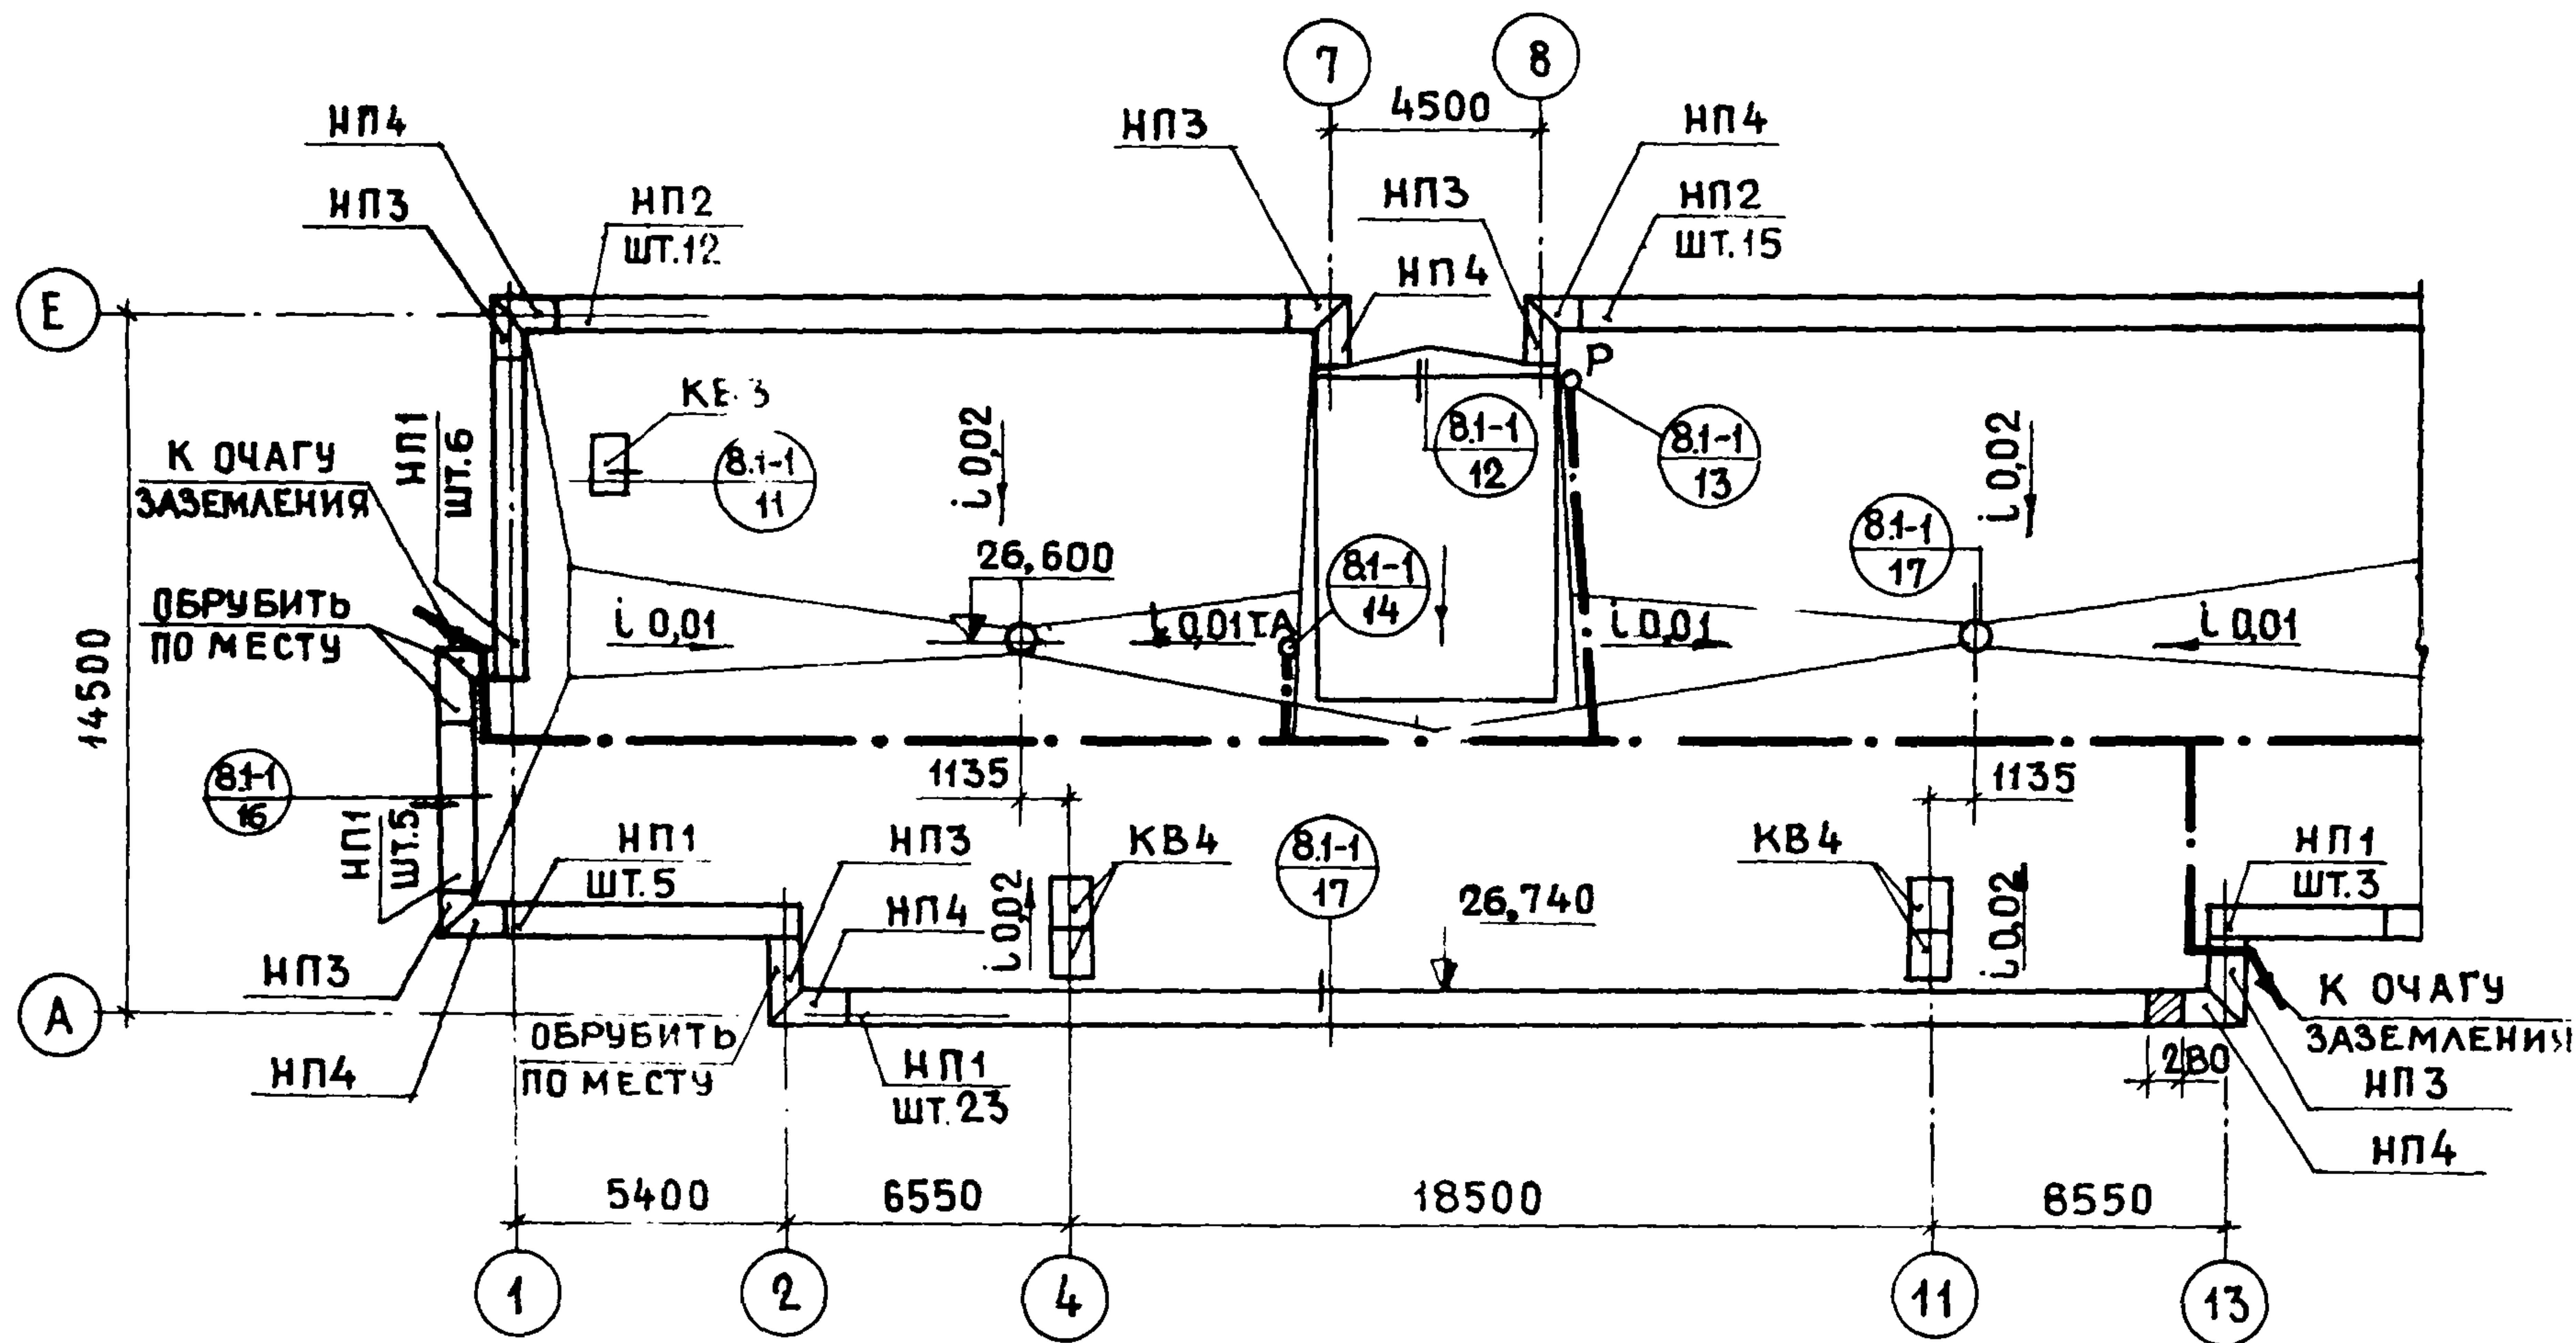 7
8
4500
НП4
НП3
НП4
НП3
НП2
ШТ.12
НП3
НП2
ШТ.15
НП4
Е
Р
8.1-1
11
i 0,02
8.1-1
12
8.1-1
13
i 0,02
К ОЧАГУ
ЗАЗЕМЛЕНИЯ
НП1
ШТ.6
26,600
8.1-1
14
8.1-1
17
ОБРУБИТЬ
ПО МЕСТУ
i 0,01
i 0,01
ТА
i 0,01
i 0,01
14500
8.1-1
16
1135
1135
НП1
ШТ.5
НП1
ШТ.5
НП3
НП4
i 0,02
КВ4
8.1-1
17
26,740
КВ4
i 0,02
НП1
ШТ.3
НП3
А
НП4
ОБРУБИТЬ
ПО МЕСТУ
НП1
ШТ.23
280
К ОЧАГУ
ЗАЗЕМЛЕНИЯ
НП3
НП4
5400
6550
18500
8550
1
2
4
11
13